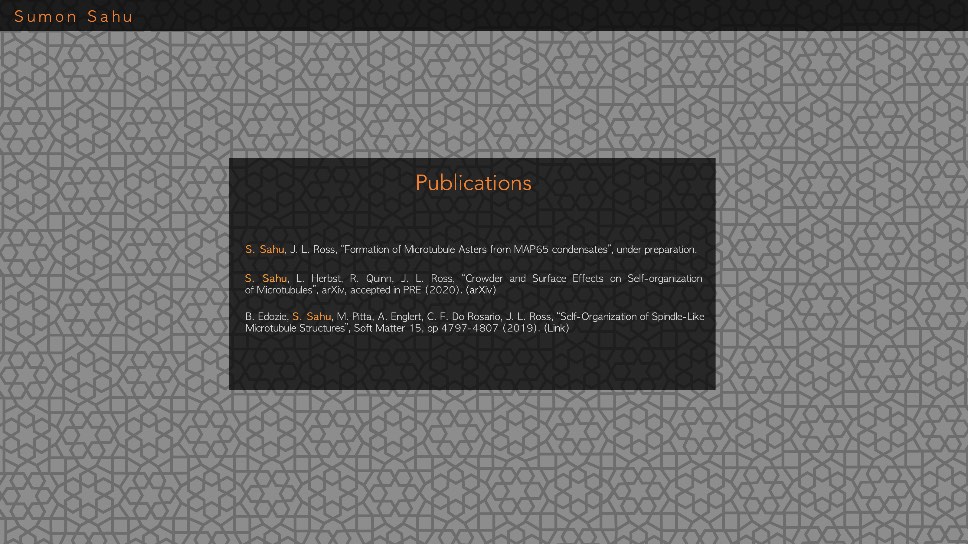 Sumon Sahu
Publications
S. Sahu, J. L. Ross, "Formation of Microtubule Asters from MAP65 condensates", under preparation.
S. Sahu, L. Herbst, R. Quinn, J. L. Ross, "Crowder and Surface Effects on Self-organization
of Microtubules", arXiv, accepted in PRE (2020). (arXiv)
B. Edozie, S. Sahu, M. Pitta, A. Englert, C. F. Do Rosario, J. L. Ross, "Self-Organization of Spindle-Like
Microtubule Structures", Soft Matter 15, pp 4797-4807 (2019). (Link)